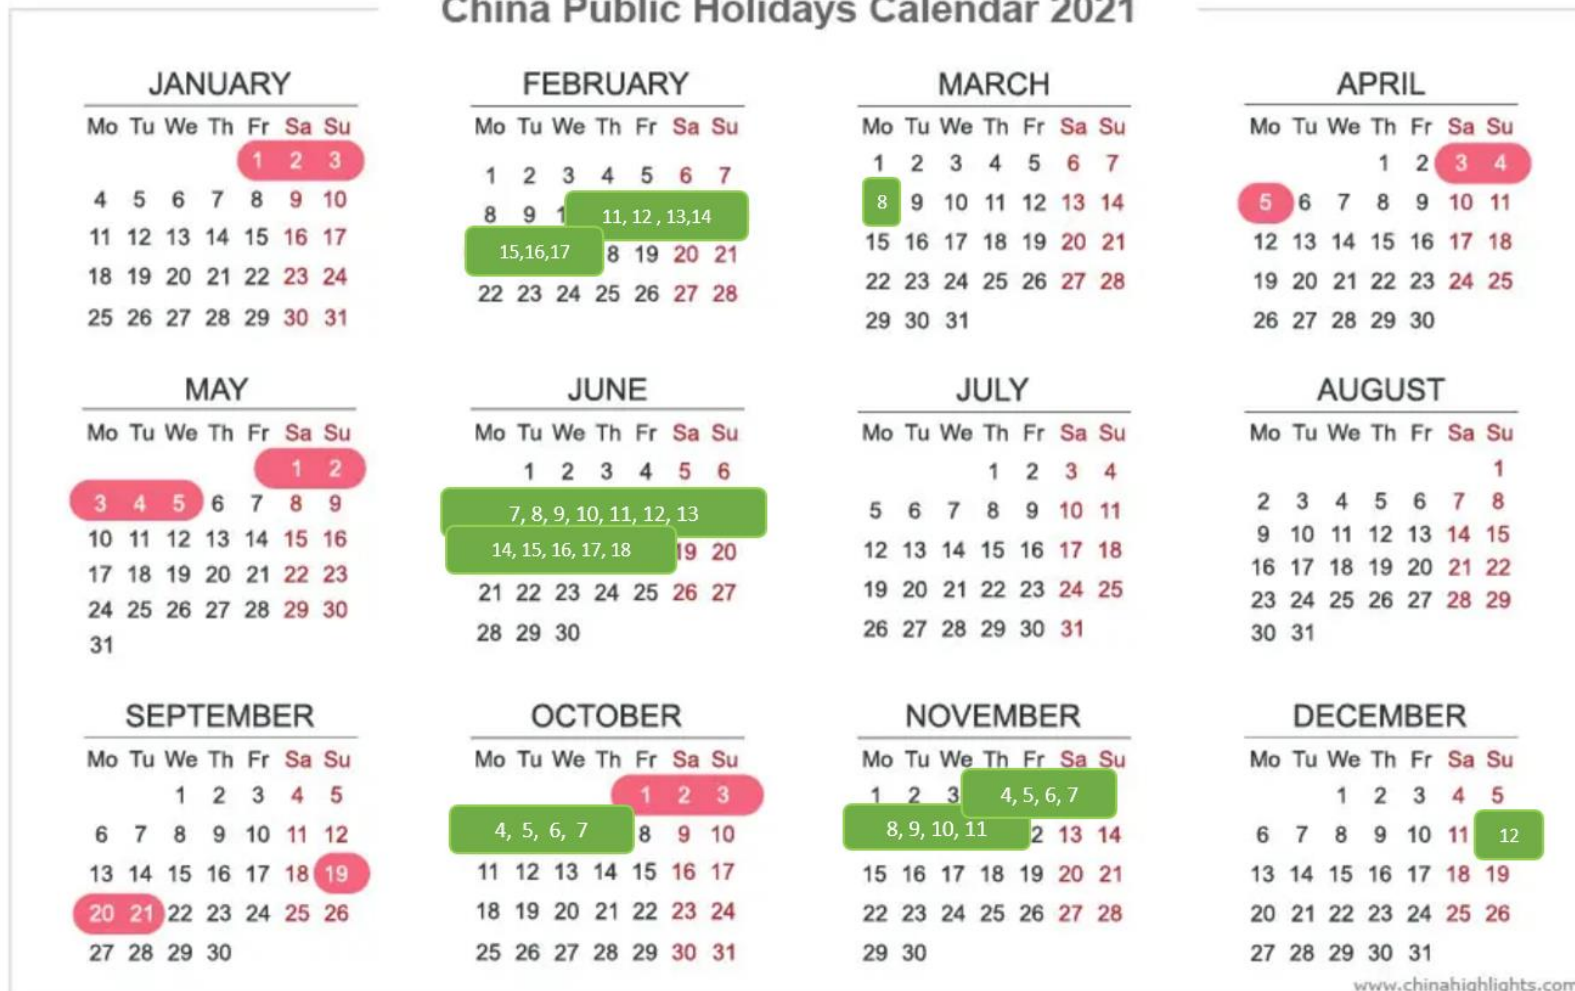 China Public Holidays Calendar 2021
JANUARY
Mo Tu We Th Fr Sa Su
1 2 3
4 5 6 7 8 9 10
11 12 13 14 15 16 17
18 19 20 21 22 23 24
25 26 27 28 29 30 31
FEBRUARY
Mo Tu We Th Fr Sa Su
1 2 3 4 5 6 7
8 9 1 11, 12 , 13,14
15,16,17 8 19 20 21
22 23 24 25 26 27 28
MARCH
Mo Tu We Th Fr Sa Su
1 2 3 4 5 6 7
8 9 10 11 12 13 14
15 16 17 18 19 20 21
22 23 24 25 26 27 28
29 30 31
APRIL
Mo Tu We Th Fr Sa Su
1 2 3 4
5 6 7 8 9 10 11
12 13 14 15 16 17 18
19 20 21 22 23 24 25
26 27 28 29 30
MAY
Mo Tu We Th Fr Sa Su
1 2
3 4 5 6 7 8 9
10 11 12 13 14 15 16
17 18 19 20 21 22 23
24 25 26 27 28 29 30
31
JUNE
Mo Tu We Th Fr Sa Su
1 2 3 4 5 6
7, 8, 9, 10, 11, 12, 13
14, 15, 16, 17, 18 19 20
21 22 23 24 25 26 27
28 29 30
JULY
Mo Tu We Th Fr Sa Su
1 2 3 4
5 6 7 8 9 10 11
12 13 14 15 16 17 18
19 20 21 22 23 24 25
26 27 28 29 30 31
AUGUST
Mo Tu We Th Fr Sa Su
1
2 3 4 5 6 7 8
9 10 11 12 13 14 15
16 17 18 19 20 21 22
23 24 25 26 27 28 29
30 31
SEPTEMBER
Mo Tu We Th Fr Sa Su
1 2 3 4 5
6 7 8 9 10 11 12
13 14 15 16 17 18 19
20 21 22 23 24 25 26
27 28 29 30
OCTOBER
Mo Tu We Th Fr Sa Su
1 2 3
4, 5, 6, 7 8 9 10
11 12 13 14 15 16 17
18 19 20 21 22 23 24
25 26 27 28 29 30 31
NOVEMBER
Mo Tu We Th Fr Sa Su
1 2 3 4, 5, 6, 7
8, 9, 10, 11 2 13 14
15 16 17 18 19 20 21
22 23 24 25 26 27 28
29 30
DECEMBER
Mo Tu We Th Fr Sa Su
1 2 3 4 5
6 7 8 9 10 11 12
13 14 15 16 17 18 19
20 21 22 23 24 25 26
27 28 29 30 31
www.chinahighlights.com